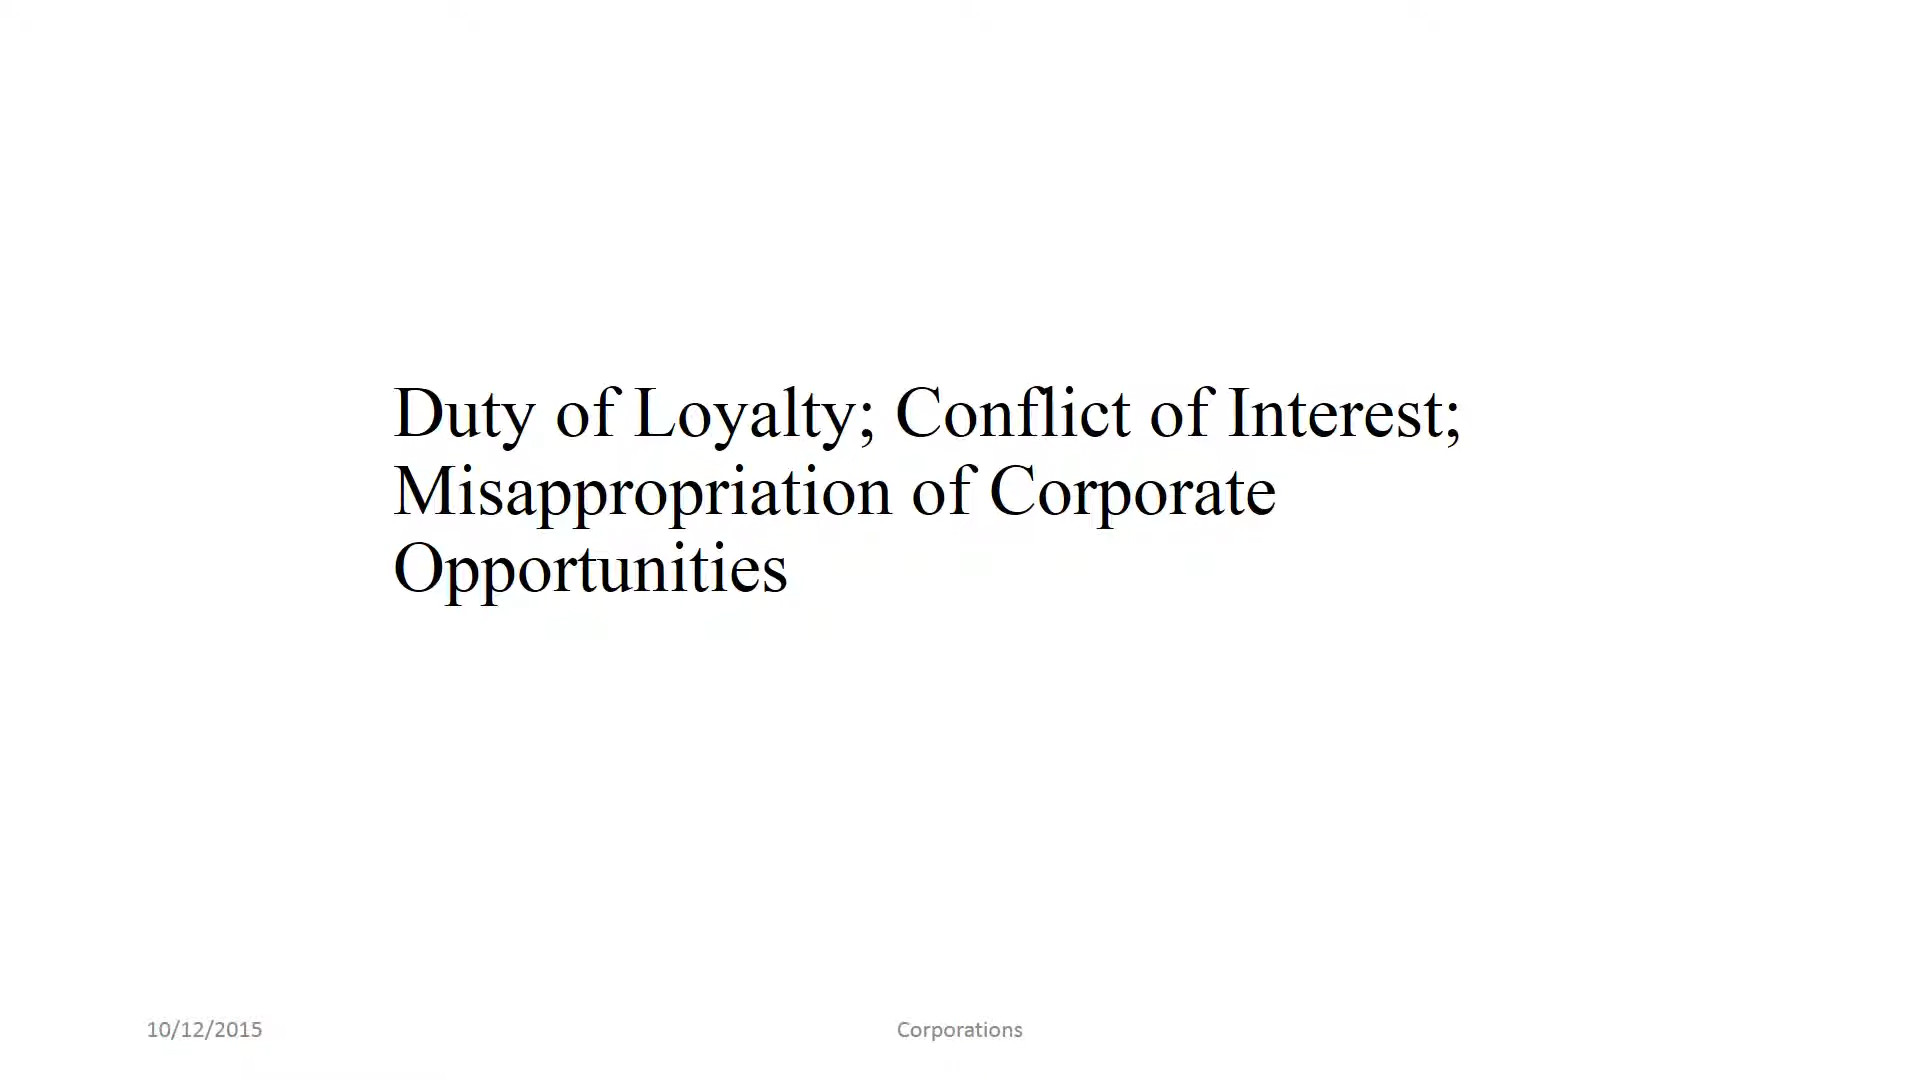 Duty of Loyalty; Conflict of Interest;
Misappropriation of Corporate
Opportunities
10/12/2015
Corporations